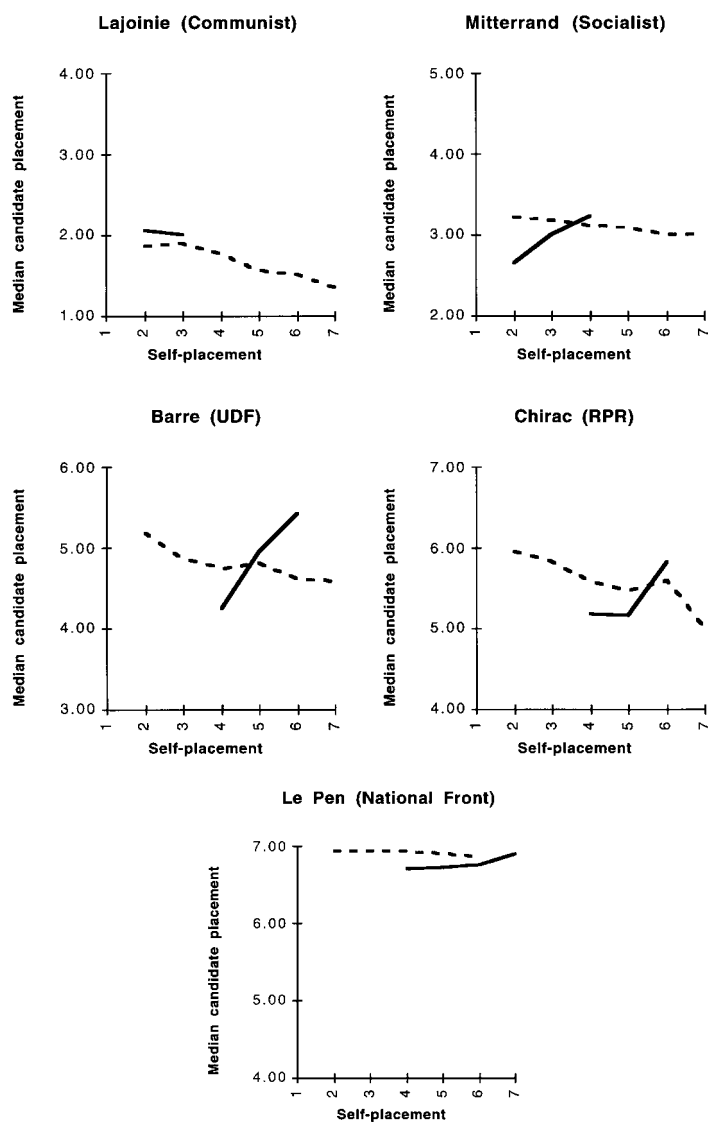 Lajoinie (Communist)
Median candidate placement
4.00
3.00
2.00
1.00
1 2 3 4 5 6 7
Self-placement
Mitterrand (Socialist)
Median candidate placement
5.00
4.00
3.00
2.00
1 2 3 4 5 6 7
Self-placement
Barre (UDF)
Median candidate placement
6.00
5.00
4.00
3.00
1 2 3 4 5 6 7
Self-placement
Chirac (RPR)
Median candidate placement
7.00
6.00
5.00
4.00
1 2 3 4 5 6 7
Self-placement
Le Pen (National Front)
Median candidate placement
7.00
6.00
5.00
4.00
1 2 3 4 5 6 7
Self-placement